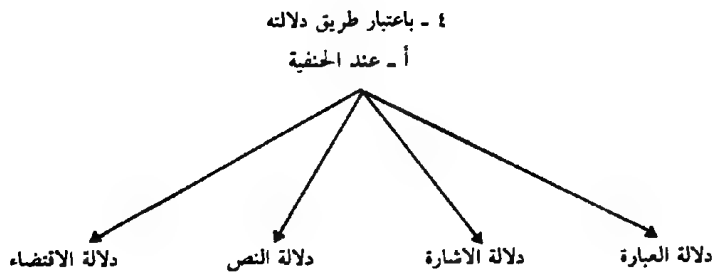 ٤ ـ باعتبار طريق دلالته
أ ـ عند الحنفية
دلالة العبارة دلالة الاشارة دلالة النص دلالة الاقتضاء